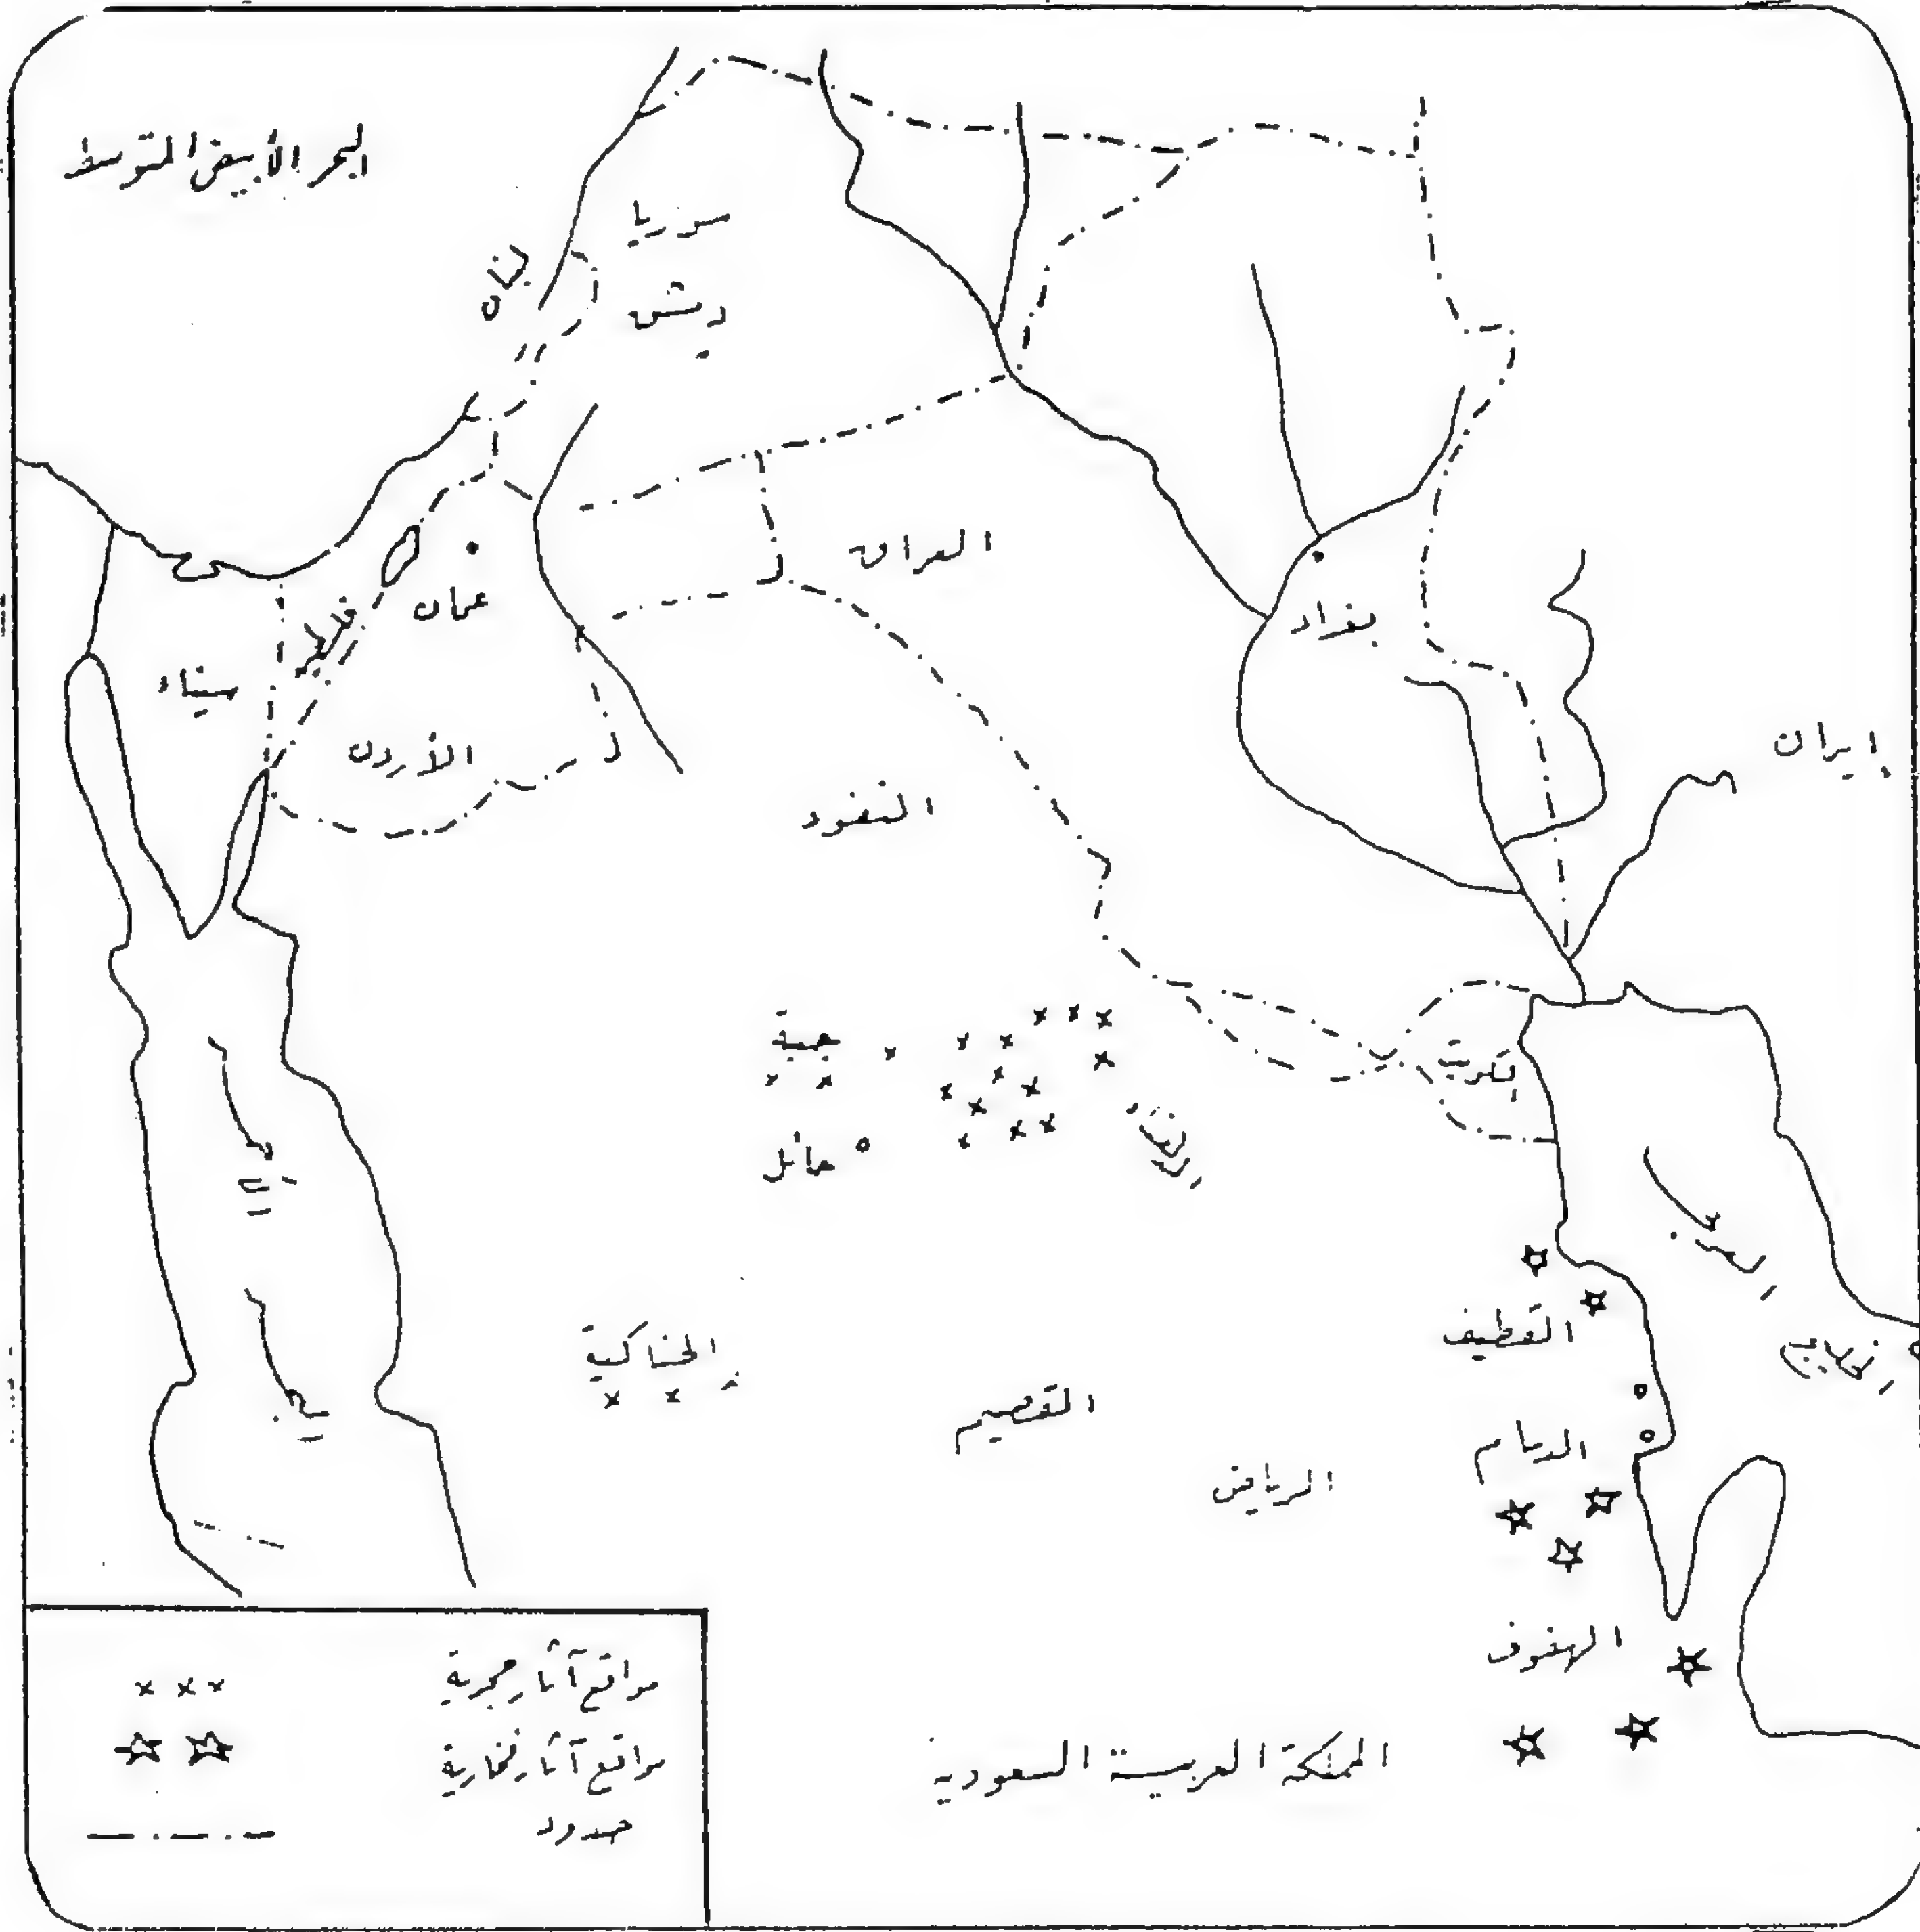 البحر الأبيض المتوسط
سوريا
لبنان
دمشق
العراق
بغداد
عمان
فلسطين
سيناء
الأردن
ايران
النفود
جبة
الكويت
حائل
الخليج
العربي
القطيف
الحناكية
القصيم
الدمام
الرياض
الهفوف
المملكة العربية السعودية
مواقع آثار حجرية
مواقع آثار فخارية
حدود